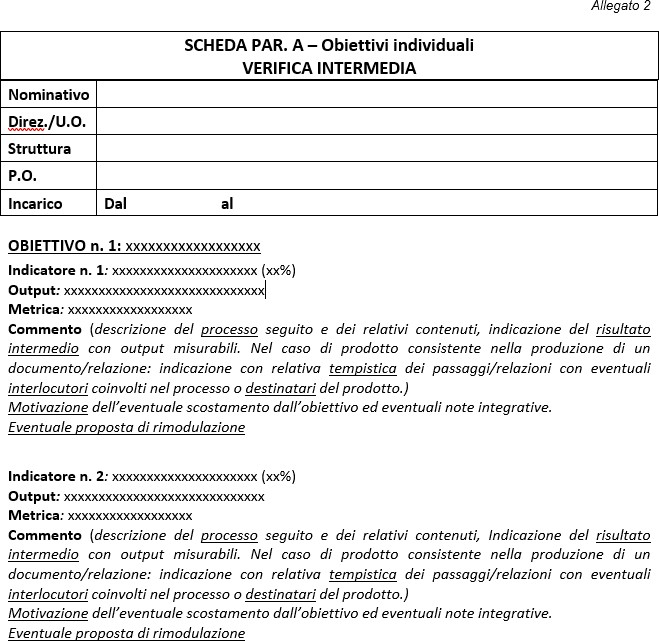 Allegato 2
SCHEDA PAR. A – Obiettivi individuali
VERIFICA INTERMEDIA
Nominativo
Direz./U.O.
Struttura
P.O.
Incarico Dal al
OBIETTIVO n. 1: xxxxxxxxxxxxxxxxxx
Indicatore n. 1: xxxxxxxxxxxxxxxxxxxxx (xx%)
Output: xxxxxxxxxxxxxxxxxxxxxxxxxxxxx
Metrica: xxxxxxxxxxxxxxxxxx
Commento (descrizione del processo seguito e dei relativi contenuti, indicazione del risultato
intermedio con output misurabili. Nel caso di prodotto consistente nella produzione di un
documento/relazione: indicazione con relativa tempistica dei passaggi/relazioni con eventuali
interlocutori coinvolti nel processo o destinatari del prodotto.)
Motivazione dell’eventuale scostamento dall’obiettivo ed eventuali note integrative.
Eventuale proposta di rimodulazione
Indicatore n. 2: xxxxxxxxxxxxxxxxxxxxx (xx%)
Output: xxxxxxxxxxxxxxxxxxxxxxxxxxxxx
Metrica: xxxxxxxxxxxxxxxxxx
Commento (descrizione del processo seguito e dei relativi contenuti, Indicazione del risultato
intermedio con output misurabili. Nel caso di prodotto consistente nella produzione di un
documento/relazione: indicazione con relativa tempistica dei passaggi/relazioni con eventuali
interlocutori coinvolti nel processo o destinatari del prodotto.)
Motivazione dell’eventuale scostamento dall’obiettivo ed eventuali note integrative.
Eventuale proposta di rimodulazione